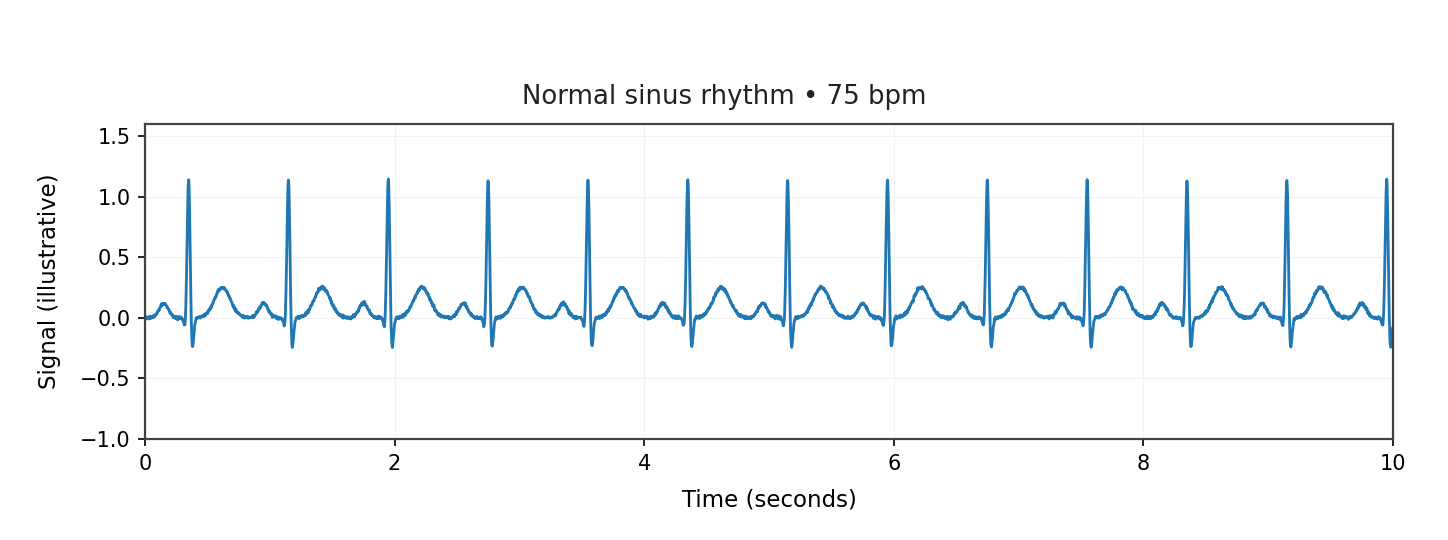 Normal sinus rhythm • 75 bpm
Signal (illustrative)
1.5
1.0
0.5
0.0
−0.5
−1.0
0 2 4 6 8 10
Time (seconds)